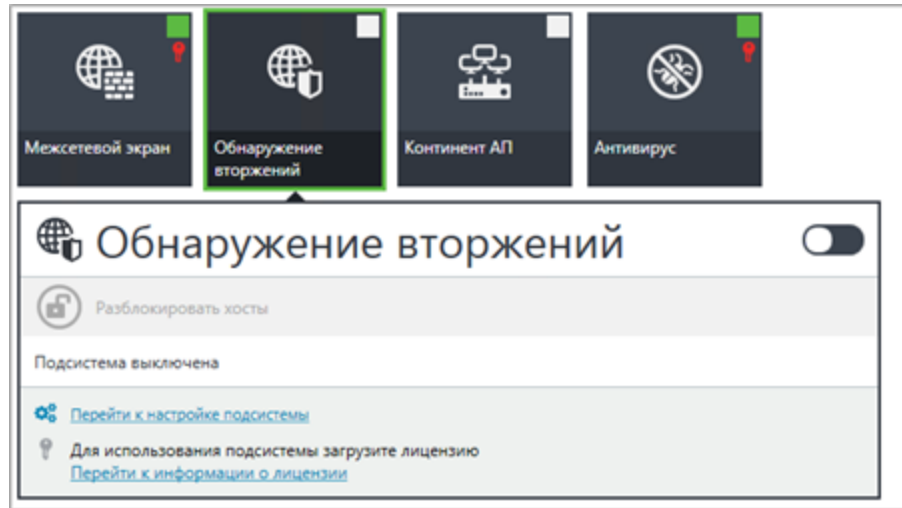 Межсетевой экран
Обнаружение
вторжений
Континент АП
Антивирус
Обнаружение вторжений
Разблокировать хосты
Подсистема выключена
Перейти к настройке подсистемы
Для использования подсистемы загрузите лицензию
Перейти к информации о лицензии